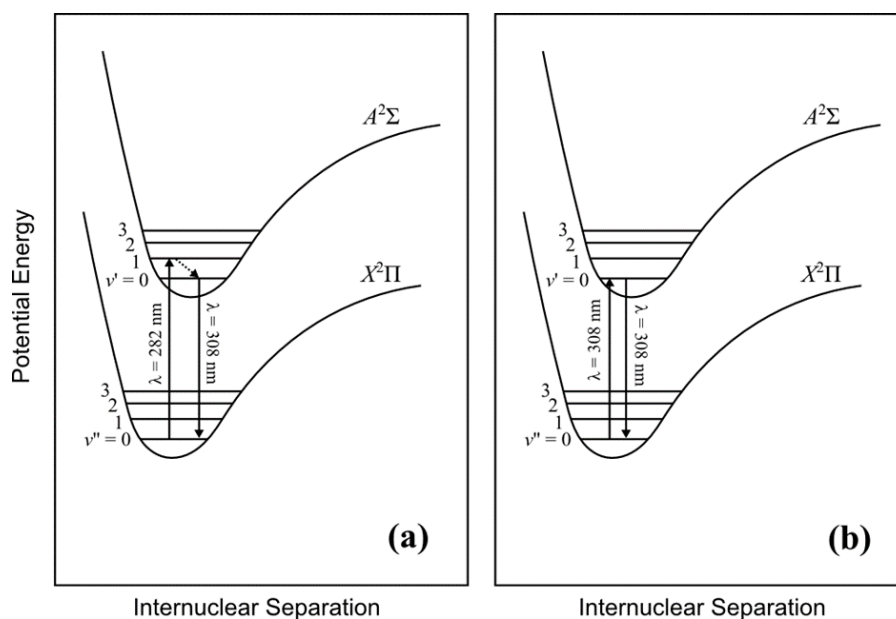 Potential Energy
A²Σ
X²Π
3
2
1
v' = 0
λ = 282 nm
λ = 308 nm
3
2
1
v" = 0
(a)
Internuclear Separation
A²Σ
X²Π
3
2
1
v' = 0
λ = 308 nm
λ = 308 nm
3
2
1
v" = 0
(b)
Internuclear Separation